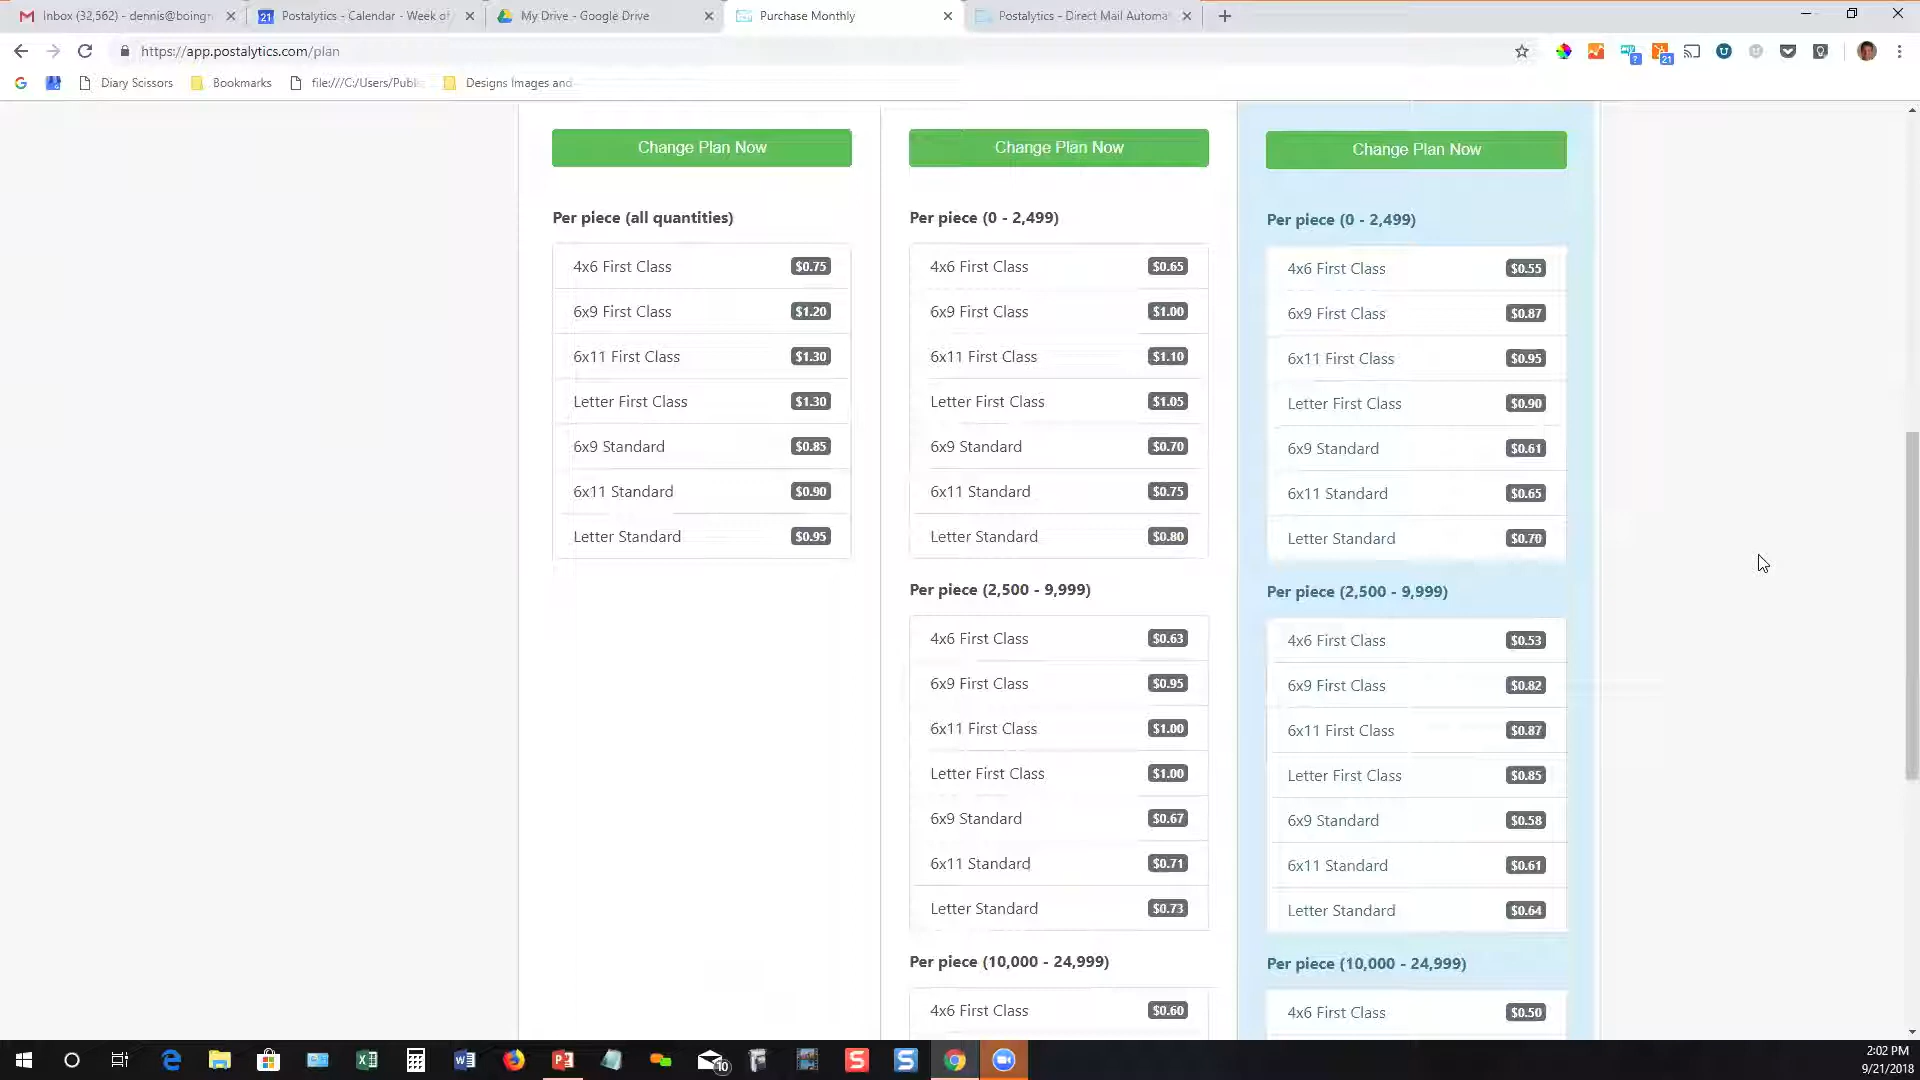 Inbox (32,562) - dennis@boing
Postalytics - Calendar - Week of
My Drive - Google Drive
Purchase Monthly
Postalytics - Direct Mail Automa
https://app.postalytics.com/plan
Diary Scissors
Bookmarks
file:///C:/Users/Publi
Designs Images and
Change Plan Now
Per piece (all quantities)
4x6 First Class $0.75
6x9 First Class $1.20
6x11 First Class $1.30
Letter First Class $1.30
6x9 Standard $0.85
6x11 Standard $0.90
Letter Standard $0.95
Change Plan Now
Per piece (0 - 2,499)
4x6 First Class $0.65
6x9 First Class $1.00
6x11 First Class $1.10
Letter First Class $1.05
6x9 Standard $0.70
6x11 Standard $0.75
Letter Standard $0.80
Per piece (2,500 - 9,999)
4x6 First Class $0.63
6x9 First Class $0.95
6x11 First Class $1.00
Letter First Class $1.00
6x9 Standard $0.67
6x11 Standard $0.71
Letter Standard $0.73
Per piece (10,000 - 24,999)
4x6 First Class $0.60
Change Plan Now
Per piece (0 - 2,499)
4x6 First Class $0.55
6x9 First Class $0.87
6x11 First Class $0.95
Letter First Class $0.90
6x9 Standard $0.61
6x11 Standard $0.65
Letter Standard $0.70
Per piece (2,500 - 9,999)
4x6 First Class $0.53
6x9 First Class $0.82
6x11 First Class $0.87
Letter First Class $0.85
6x9 Standard $0.58
6x11 Standard $0.61
Letter Standard $0.64
Per piece (10,000 - 24,999)
4x6 First Class $0.50
2:02 PM
9/21/2018